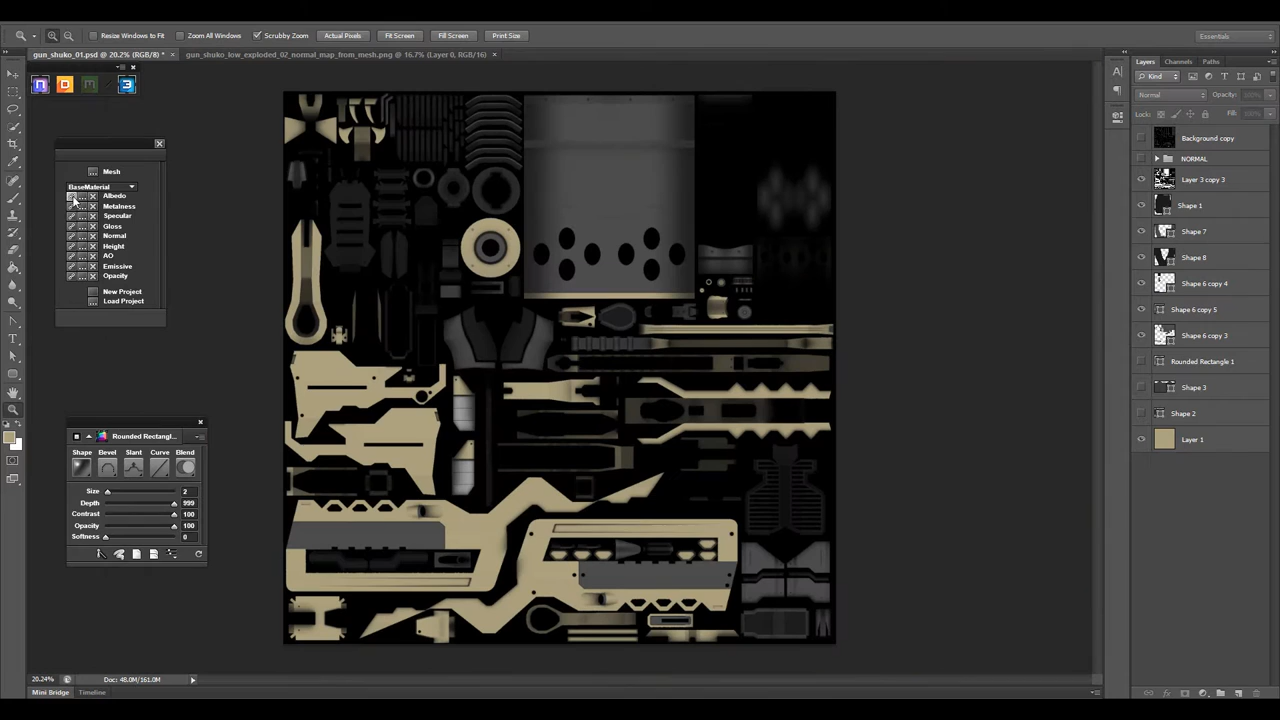 Resize Windows to Fit Zoom All Windows Scrubby Zoom Actual Pixels Fit Screen Fill Screen Print Size Essentials
gun_shuko_01.psd @ 20.2% (RGB/8) * × gun_shuko_low_exploded_02_normal_map_from_mesh.png @ 16.7% (Layer 0, RGB/16) ×
Layers Channels Paths
Kind
Normal Opacity:
Lock: Fill:
Background copy
NORMAL
Layer 3 copy 3
Shape 1
Shape 7
Shape 8
Shape 6 copy 4
Shape 6 copy 5
Shape 6 copy 3
Rounded Rectangle 1
Shape 3
Shape 2
Layer 1
n D m 3
Mesh
BaseMaterial
Albedo
Metalness
Specular
Gloss
Normal
Height
AO
Emissive
Opacity
New Project
Load Project
Rounded Rectangl...
Shape Bevel Slant Curve Blend
Size 2
Depth 999
Contrast 100
Opacity 100
Softness 0
20.24% Doc: 48.0M/161.0M
Mini Bridge Timeline